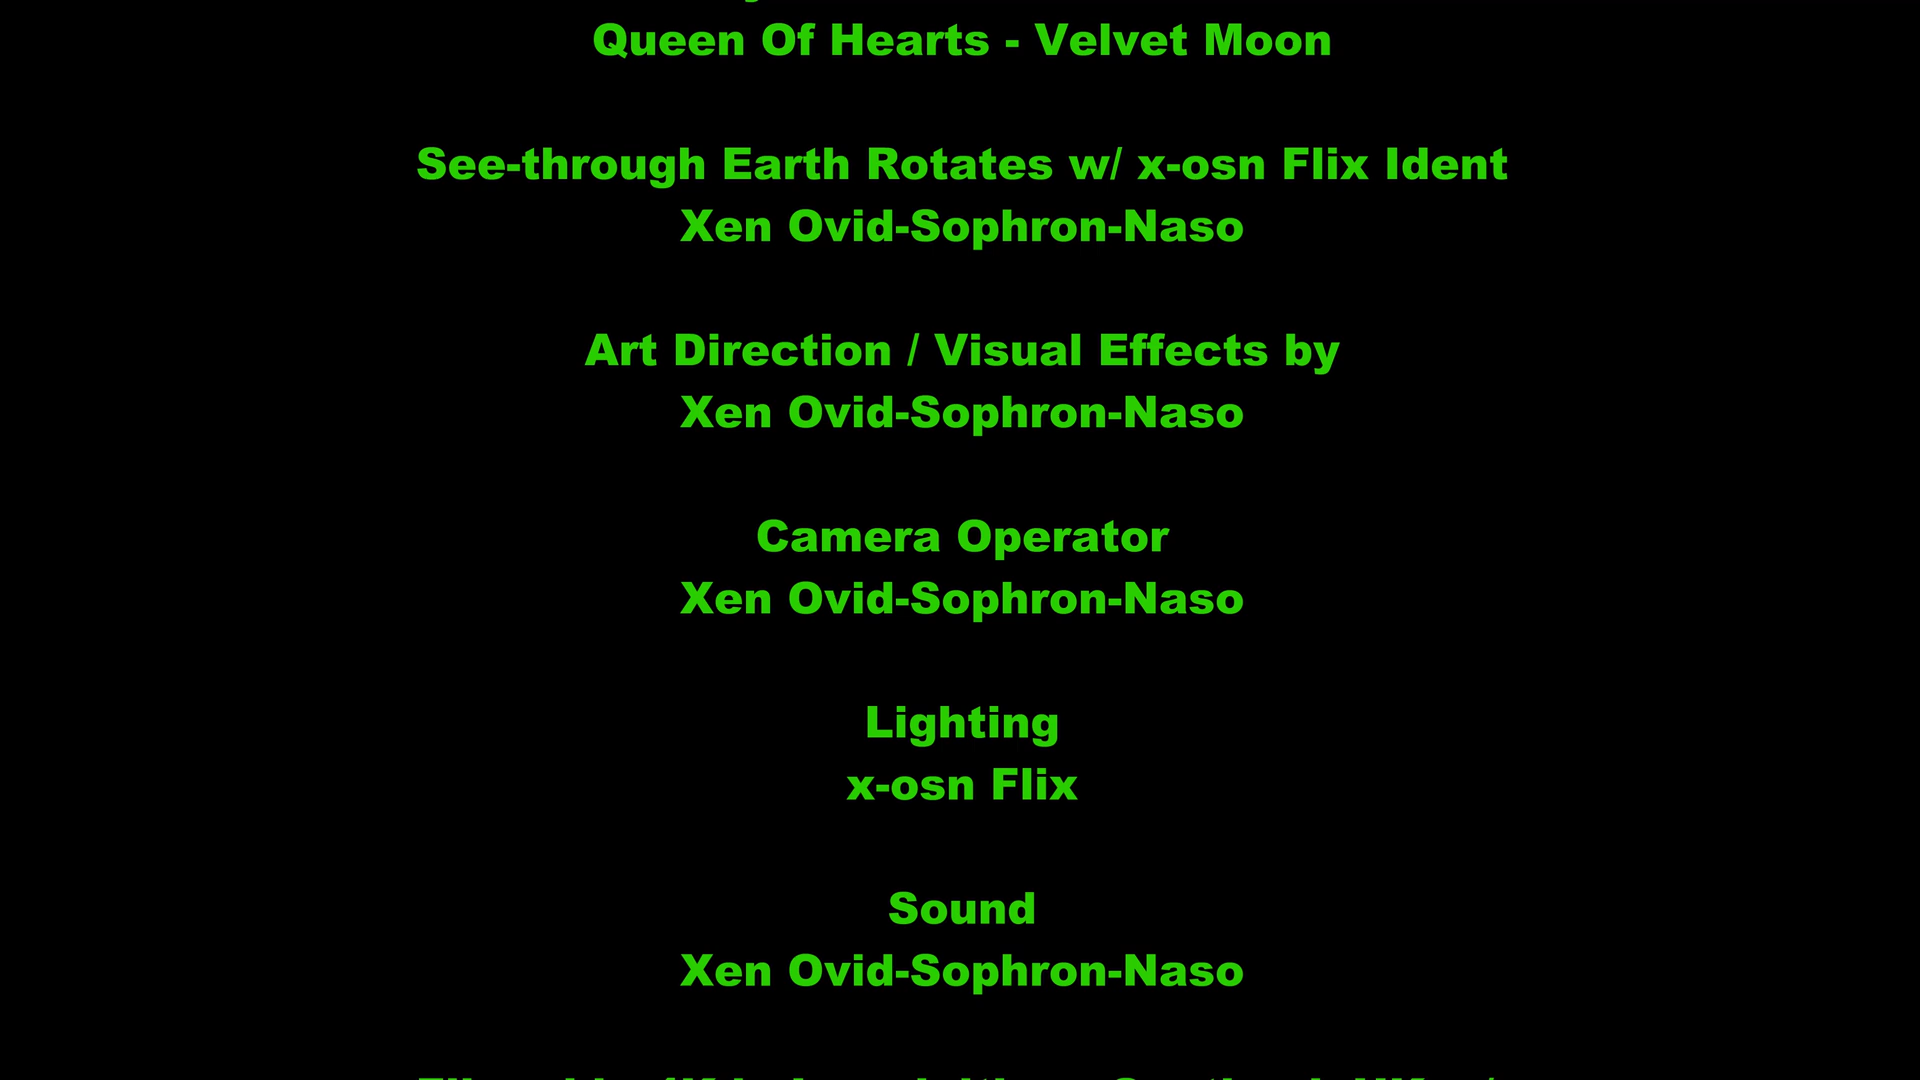 Queen Of Hearts - Velvet Moon
See-through Earth Rotates w/ x-osn Flix Ident
Xen Ovid-Sophron-Naso
Art Direction / Visual Effects by
Xen Ovid-Sophron-Naso
Camera Operator
Xen Ovid-Sophron-Naso
Lighting
x-osn Flix
Sound
Xen Ovid-Sophron-Naso